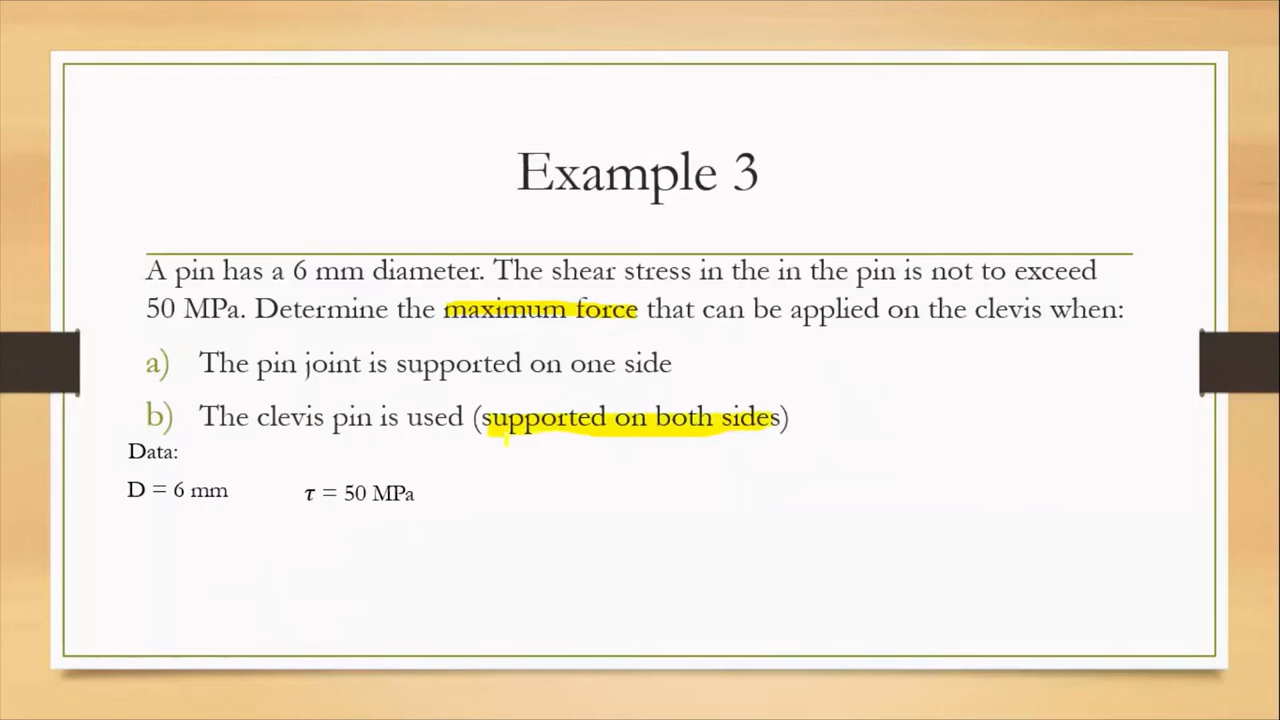 Example 3
A pin has a 6 mm diameter. The shear stress in the in the pin is not to exceed
50 MPa. Determine the maximum force that can be applied on the clevis when:
a) The pin joint is supported on one side
b) The clevis pin is used (supported on both sides)
Data:
D = 6 mm τ = 50 MPa